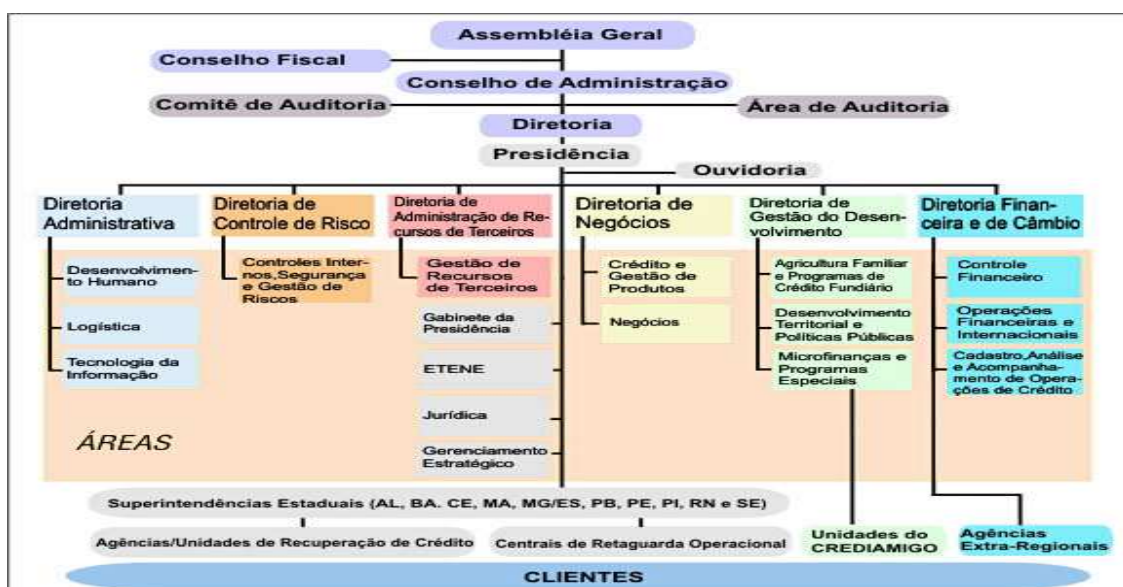 Assembléia Geral
Conselho Fiscal
Conselho de Administração
Comitê de Auditoria
Área de Auditoria
Diretoria
Presidência
Ouvidoria
Diretoria
Administrativa
Diretoria de
Controle de Risco
Diretoria de
Administração de Re-
cursos de Terceiros
Diretoria de
Negócios
Diretoria de
Gestão do Desen-
volvimento
Diretoria Finan-
ceira e de Câmbio
Desenvolvimen-
to Humano
Logística
Tecnologia da
Informação
Controles Inter-
nos,Segurança
e Gestão de
Riscos
Gestão de
Recursos
de Terceiros
Gabinete da
Presidência
ETENE
Jurídica
Gerenciamento
Estratégico
Crédito e
Gestão de
Produtos
Negócios
Agricultura Familiar
e Programas de
Crédito Fundiário
Desenvolvimento
Territorial e
Políticas Públicas
Microfinanças e
Programas
Especiais
Controle
Financeiro
Operações
Financeiras e
Internacionais
Cadastro,Análise
e Acompanha-
mento de Opera-
ções de Crédito
ÁREAS
Superintendências Estaduais (AL, BA. CE, MA, MG/ES, PB, PE, PI, RN e SE)
Agências/Unidades de Recuperação de Crédito
Centrais de Retaguarda Operacional
Unidades do
CREDIAMIGO
Agências
Extra-Regionais
CLIENTES